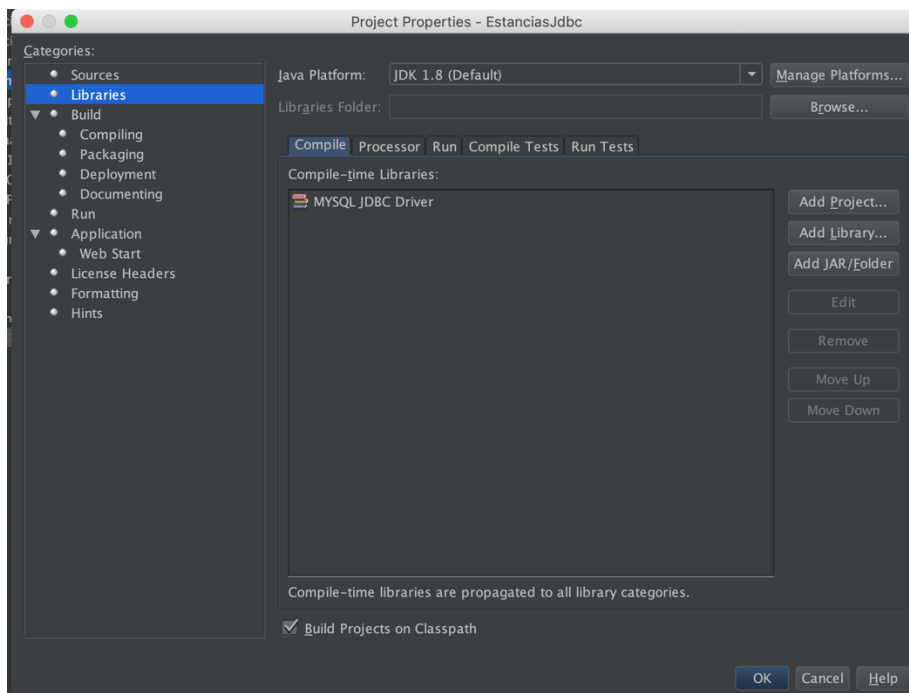 Project Properties - EstanciasJdbc
Categories:
Sources
Libraries
Build
Compiling
Packaging
Deployment
Documenting
Run
Application
Web Start
License Headers
Formatting
Hints
Java Platform: JDK 1.8 (Default) Manage Platforms...
Libraries Folder: Browse...
Compile Processor Run Compile Tests Run Tests
Compile-time Libraries:
MYSQL JDBC Driver
Add Project...
Add Library...
Add JAR/Folder
Edit
Remove
Move Up
Move Down
Compile-time libraries are propagated to all library categories.
Build Projects on Classpath
OK Cancel Help